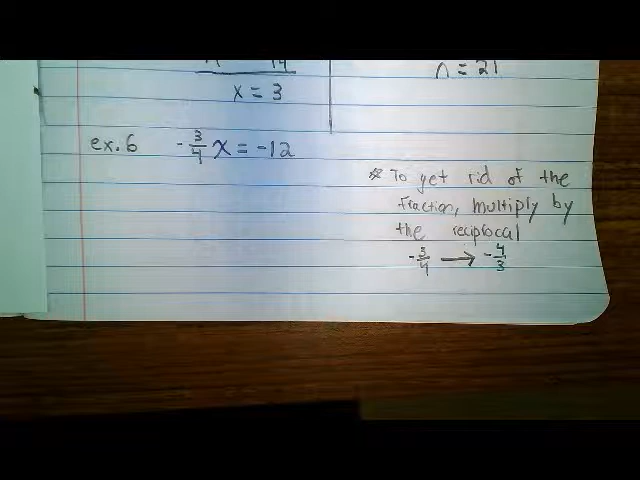 14
x = 3
n = 21
ex. 6 -3/4 x = -12
* To get rid of the
fraction, multiply by
the reciprocal
-3/4 → -4/3